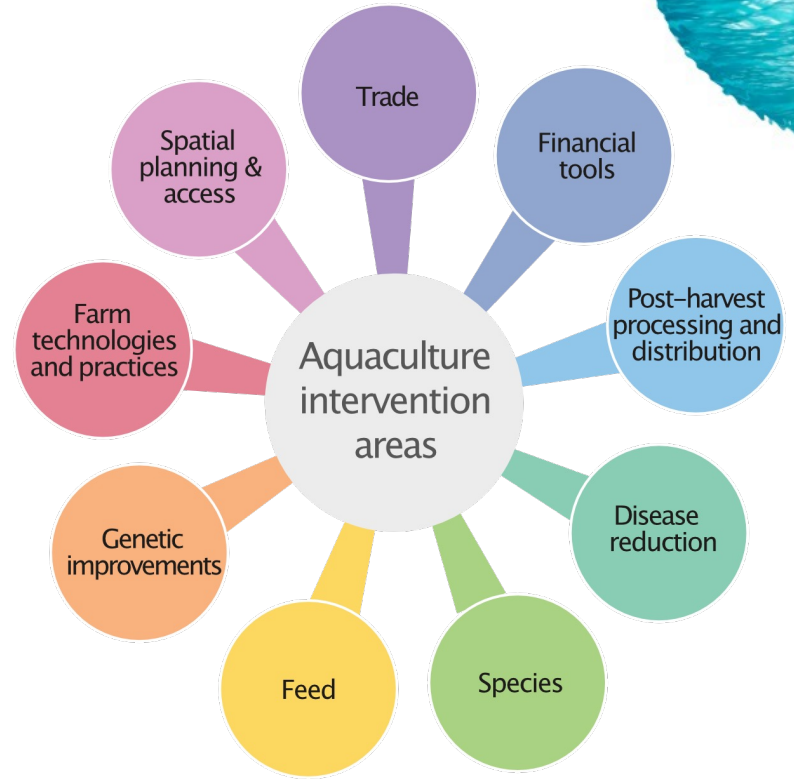 Trade
Financial
tools
Post-harvest
processing and
distribution
Disease
reduction
Species
Feed
Genetic
improvements
Farm
technologies
and practices
Spatial
planning &
access
Aquaculture
intervention
areas